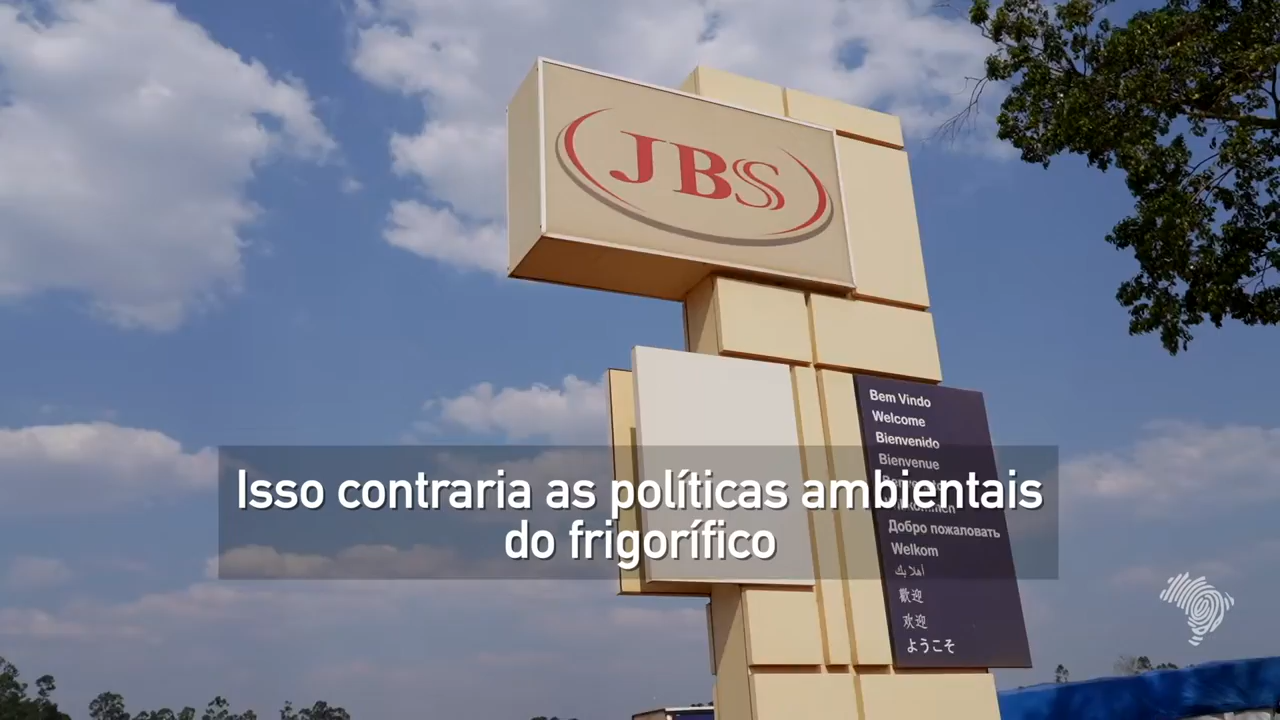 JBS
Bem Vindo
Welcome
Bienvenido
Bienvenue
Isso contraria as políticas ambientais
do frigorífico
Добро пожаловать
Welkom
أهلا بك
歡迎
欢迎
ようこそ